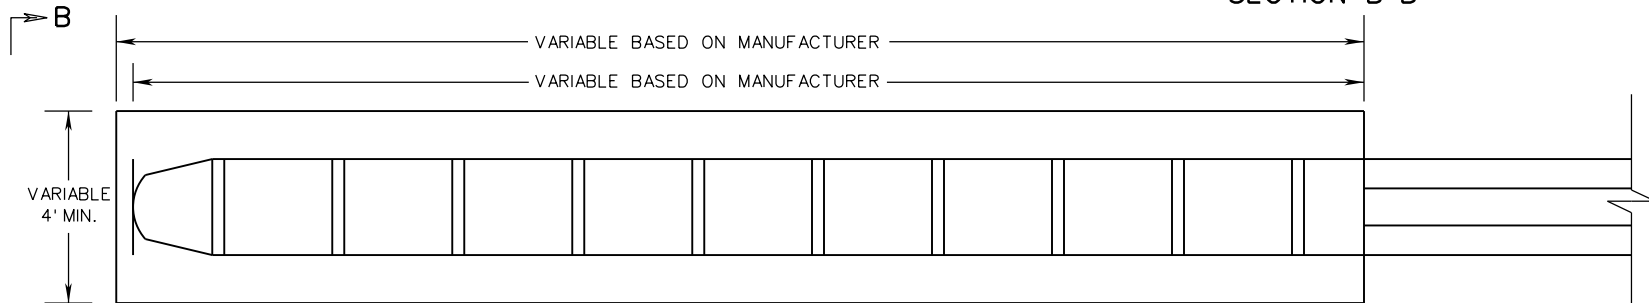 B
VARIABLE BASED ON MANUFACTURER
VARIABLE BASED ON MANUFACTURER
VARIABLE
4' MIN.